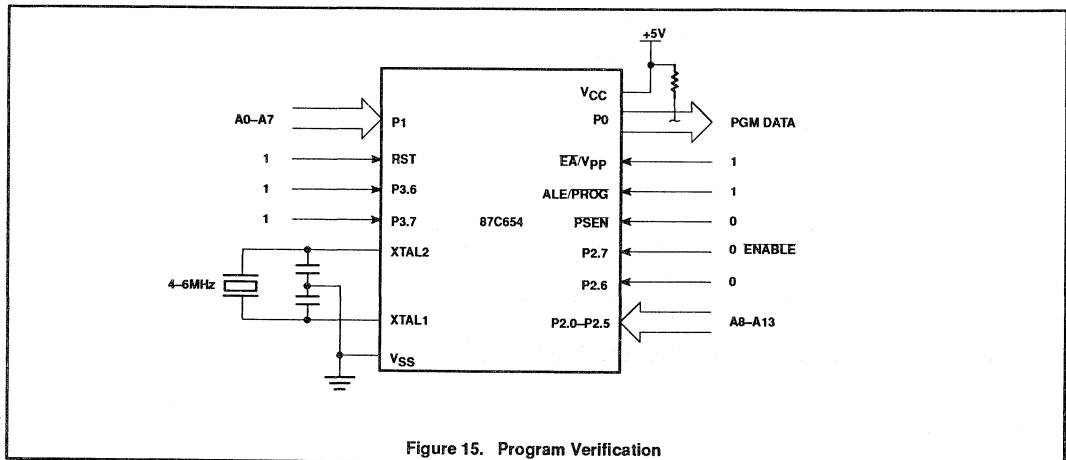 +5V
VCC
A0–A7
P1
P0
PGM DATA
1
RST
EA/VPP
1
1
P3.6
ALE/PROG
1
1
P3.7
87C654
PSEN
0
XTAL2
P2.7
0 ENABLE
4–6MHz
P2.6
0
XTAL1
P2.0–P2.5
A8–A13
VSS
Figure 15. Program Verification